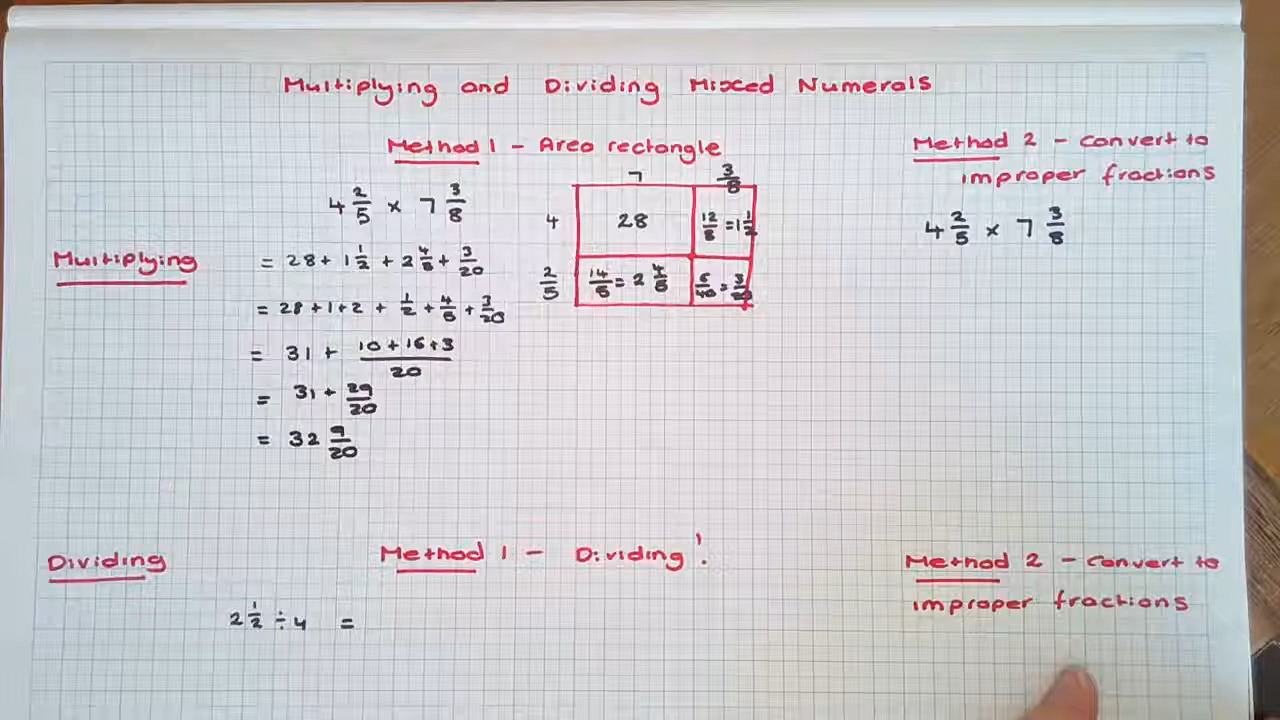 Multiplying and Dividing Mixed Numerals
Method 1 - Area rectangle
Method 2 - Convert to
improper fractions
Multiplying
4 2/5 × 7 3/8
= 28 + 1 1/2 + 2 4/5 + 3/20
= 28 + 1 + 2 + 1/2 + 4/5 + 3/20
= 31 + 10 + 16 + 3 / 20
= 31 + 29/20
= 32 9/20
7 3/8
4 28 12/8 = 1 1/2
2/5 14/5 = 2 4/5 6/40 = 3/20
4 2/5 × 7 3/8
Dividing
Method 1 - Dividing'.
2 1/2 ÷ 4 =
Method 2 - Convert to
improper fractions